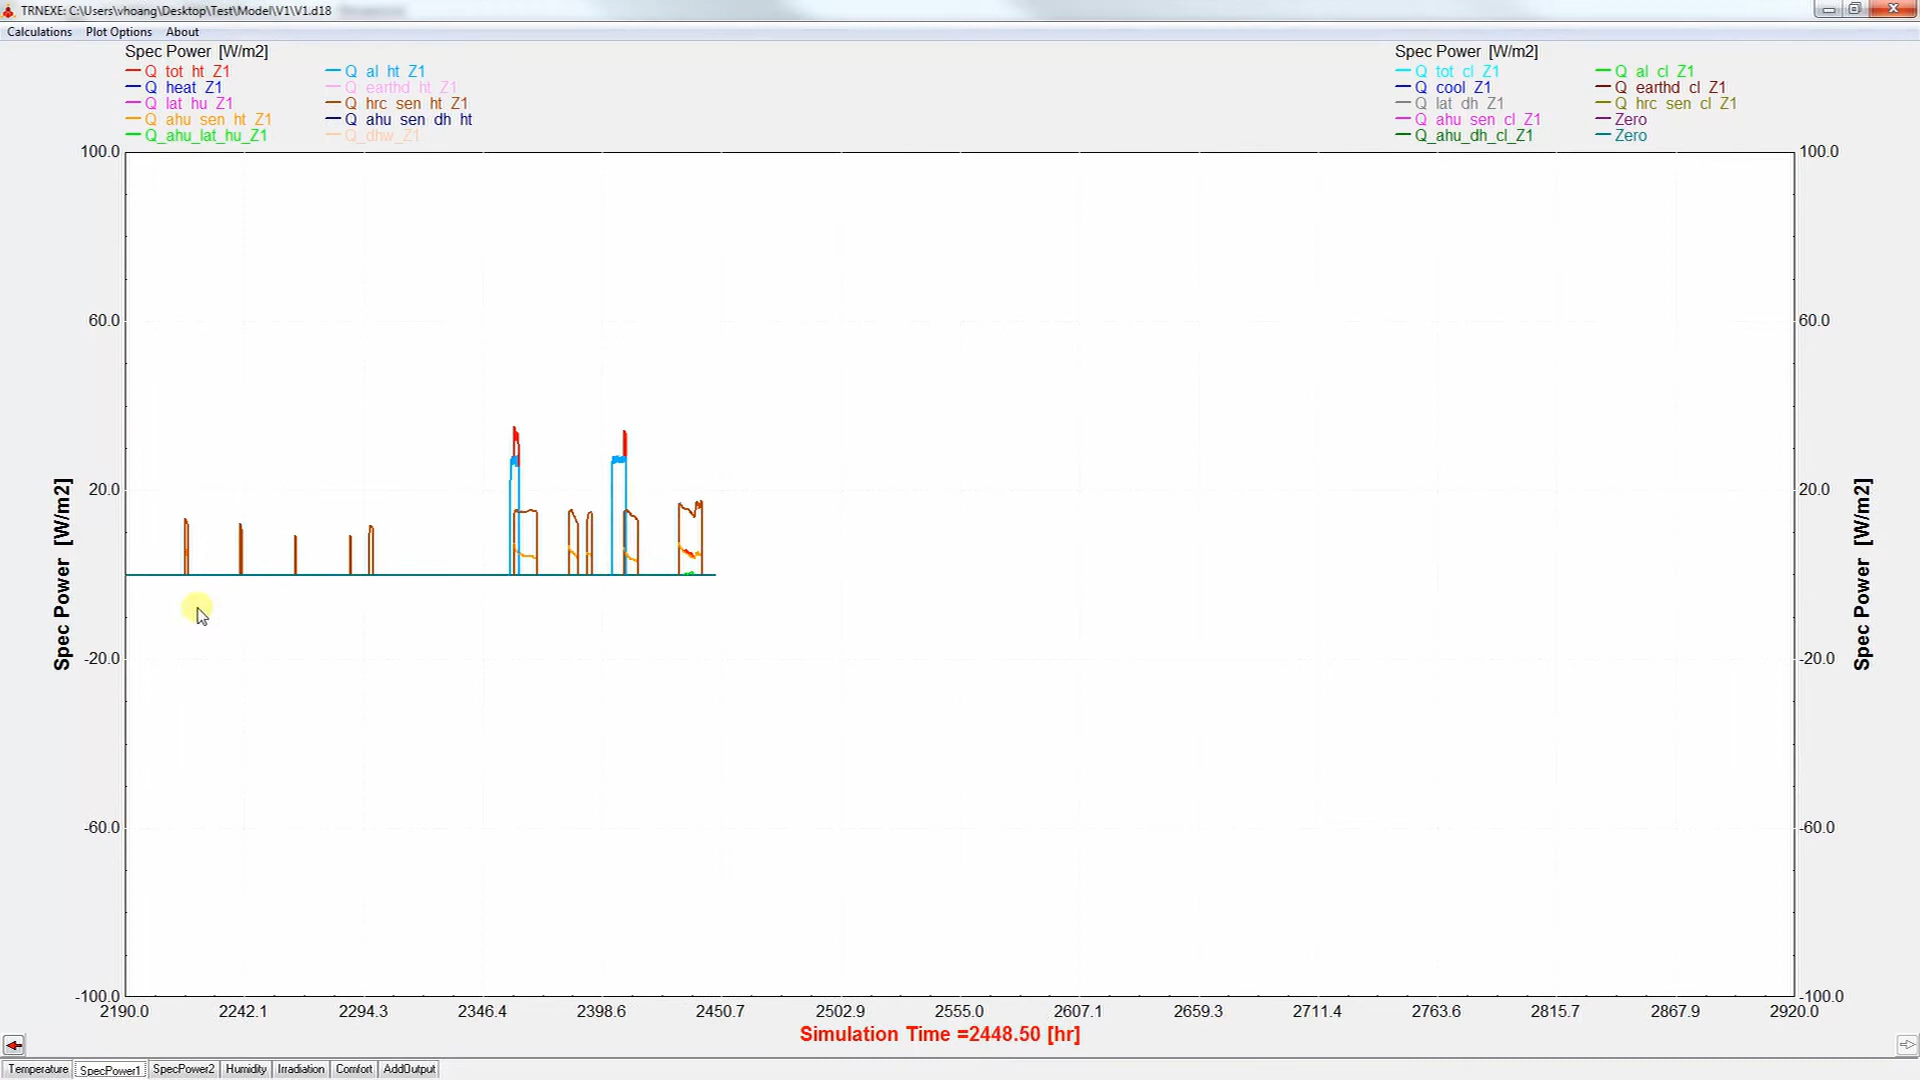 TRNEXE: C:\Users\vhoang\Desktop\Test\Model\V1\V1.d18
Calculations Plot Options About
Spec Power [W/m2]
Q tot ht Z1 Q al ht Z1
Q heat Z1 Q earthd ht Z1
Q lat hu Z1 Q hrc sen ht Z1
Q ahu sen ht Z1 Q ahu sen dh ht
Q_ahu_lat_hu_Z1 Q_dhw_Z1
Spec Power [W/m2]
Q tot cl Z1 Q al cl Z1
Q cool Z1 Q earthd cl Z1
Q lat dh Z1 Q hrc sen cl Z1
Q ahu sen cl Z1 Zero
Q_ahu_dh_cl_Z1 Zero
100.0 100.0
60.0 60.0
20.0 20.0
-20.0 -20.0
-60.0 -60.0
-100.0 -100.0
Spec Power [W/m2]
Spec Power [W/m2]
2190.0 2242.1 2294.3 2346.4 2398.6 2450.7 2502.9 2555.0 2607.1 2659.3 2711.4 2763.6 2815.7 2867.9 2920.0
Simulation Time =2448.50 [hr]
Temperature SpecPower1 SpecPower2 Humidity Irradiation Comfort AddOutput